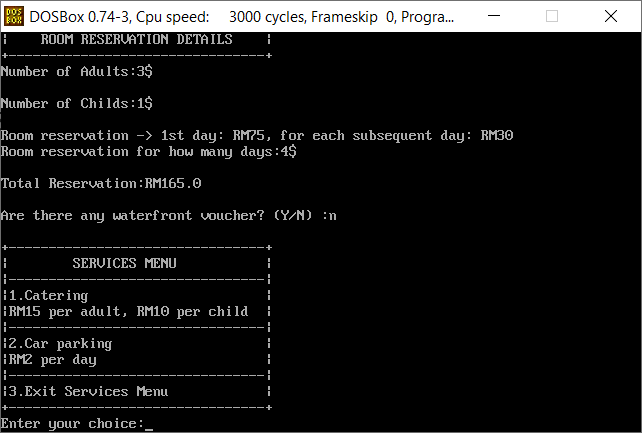 DOS BOX DOSBox 0.74-3, Cpu speed: 3000 cycles, Frameskip 0, Progra...
¦ ROOM RESERVATION DETAILS ¦
+--------------------------------+
Number of Adults:3$
Number of Childs:1$
Room reservation -> 1st day: RM75, for each subsequent day: RM30
Room reservation for how many days:4$
Total Reservation:RM165.0
Are there any waterfront voucher? (Y/N) :n
+--------------------------------+
¦ SERVICES MENU ¦
¦--------------------------------¦
¦1.Catering ¦
¦RM15 per adult, RM10 per child ¦
¦--------------------------------¦
¦2.Car parking ¦
¦RM2 per day ¦
¦--------------------------------¦
¦3.Exit Services Menu ¦
+--------------------------------+
Enter your choice:_